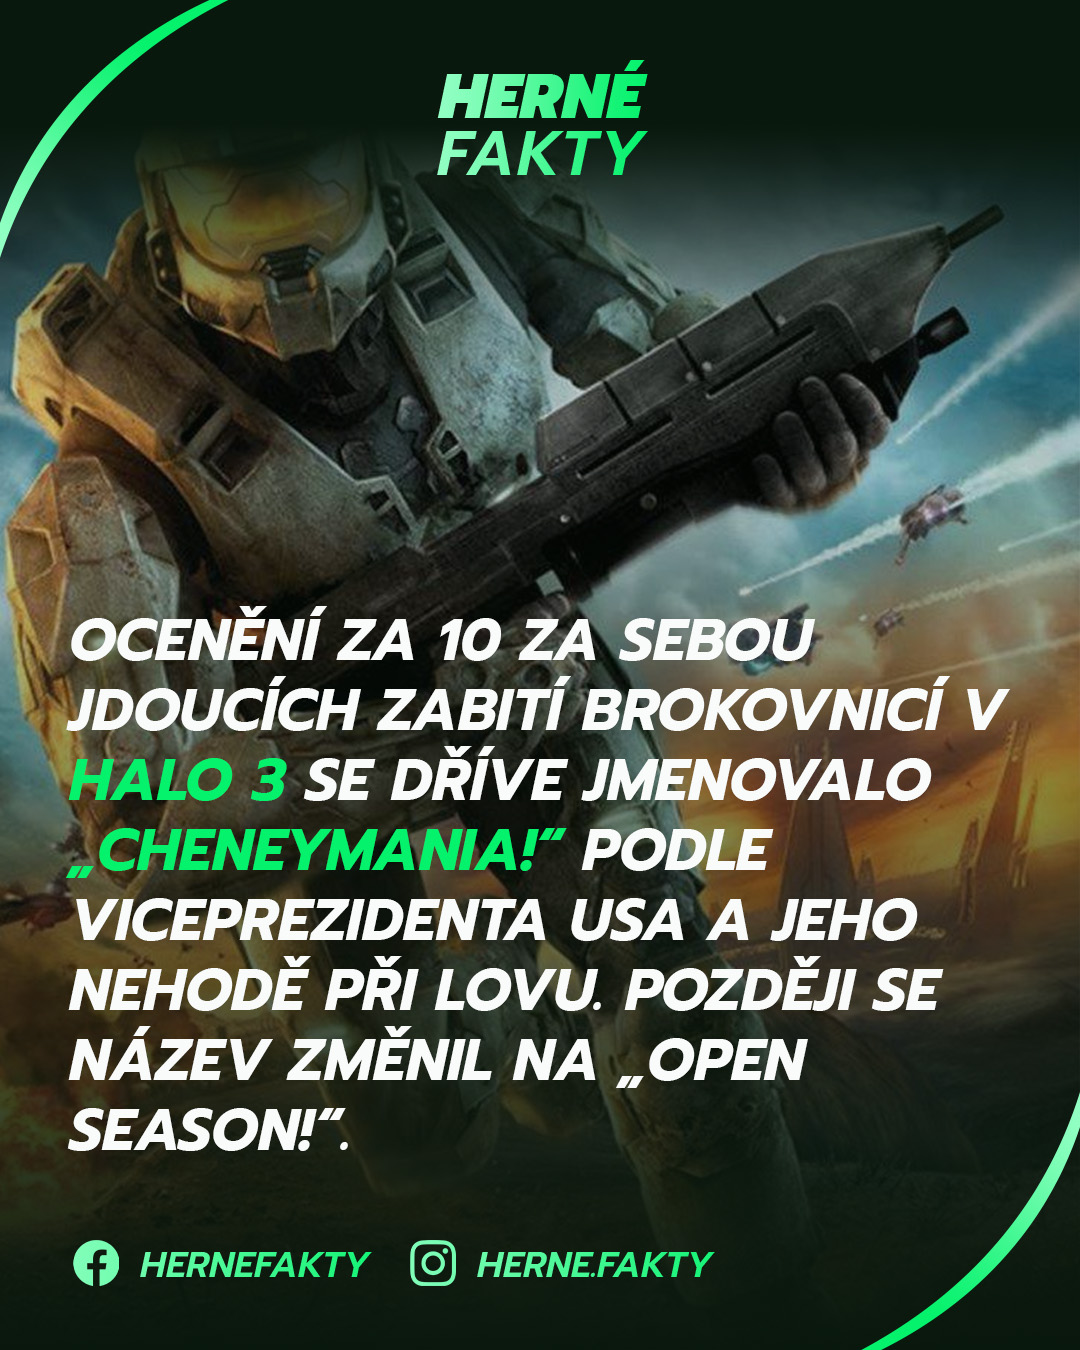 HERNÉ
FAKTY
OCENĚNÍ ZA 10 ZA SEBOU
JDOUCÍCH ZABITÍ BROKOVNICÍ V
HALO 3 SE DŘÍVE JMENOVALO
„CHENEYMANIA!“ PODLE
VICEPREZIDENTA USA A JEHO
NEHODĚ PŘI LOVU. POZDĚJI SE
NÁZEV ZMĚNIL NA „OPEN
SEASON!“.
HERNEFAKTY HERNE.FAKTY